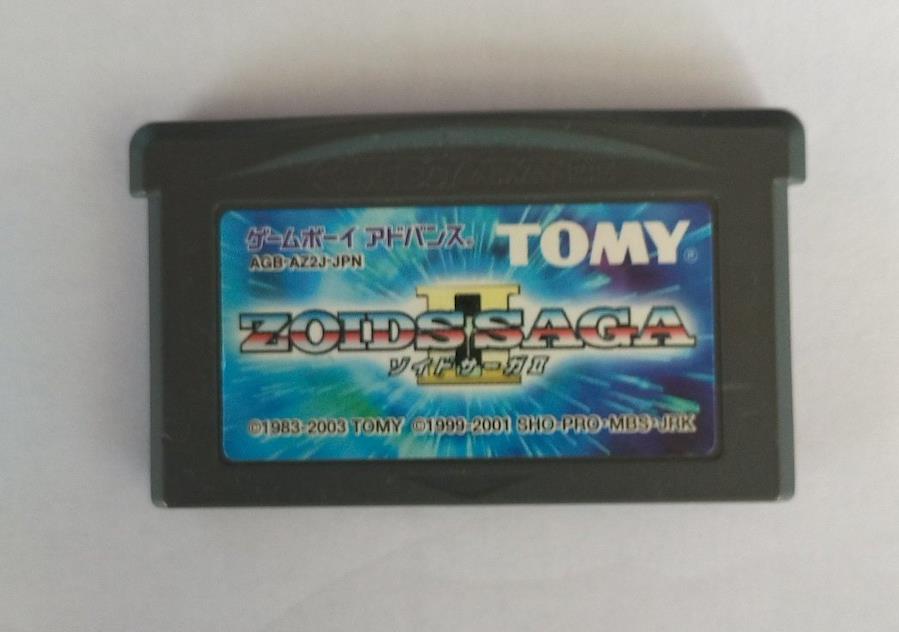 ゲームボーイ アドバンス®
TOMY®
AGB-AZ2J-JPN
ZOIDS SAGA
II
ゾイドサーガII
©1983-2003 TOMY ©1999-2001 SHO-PRO・MBS・JRK